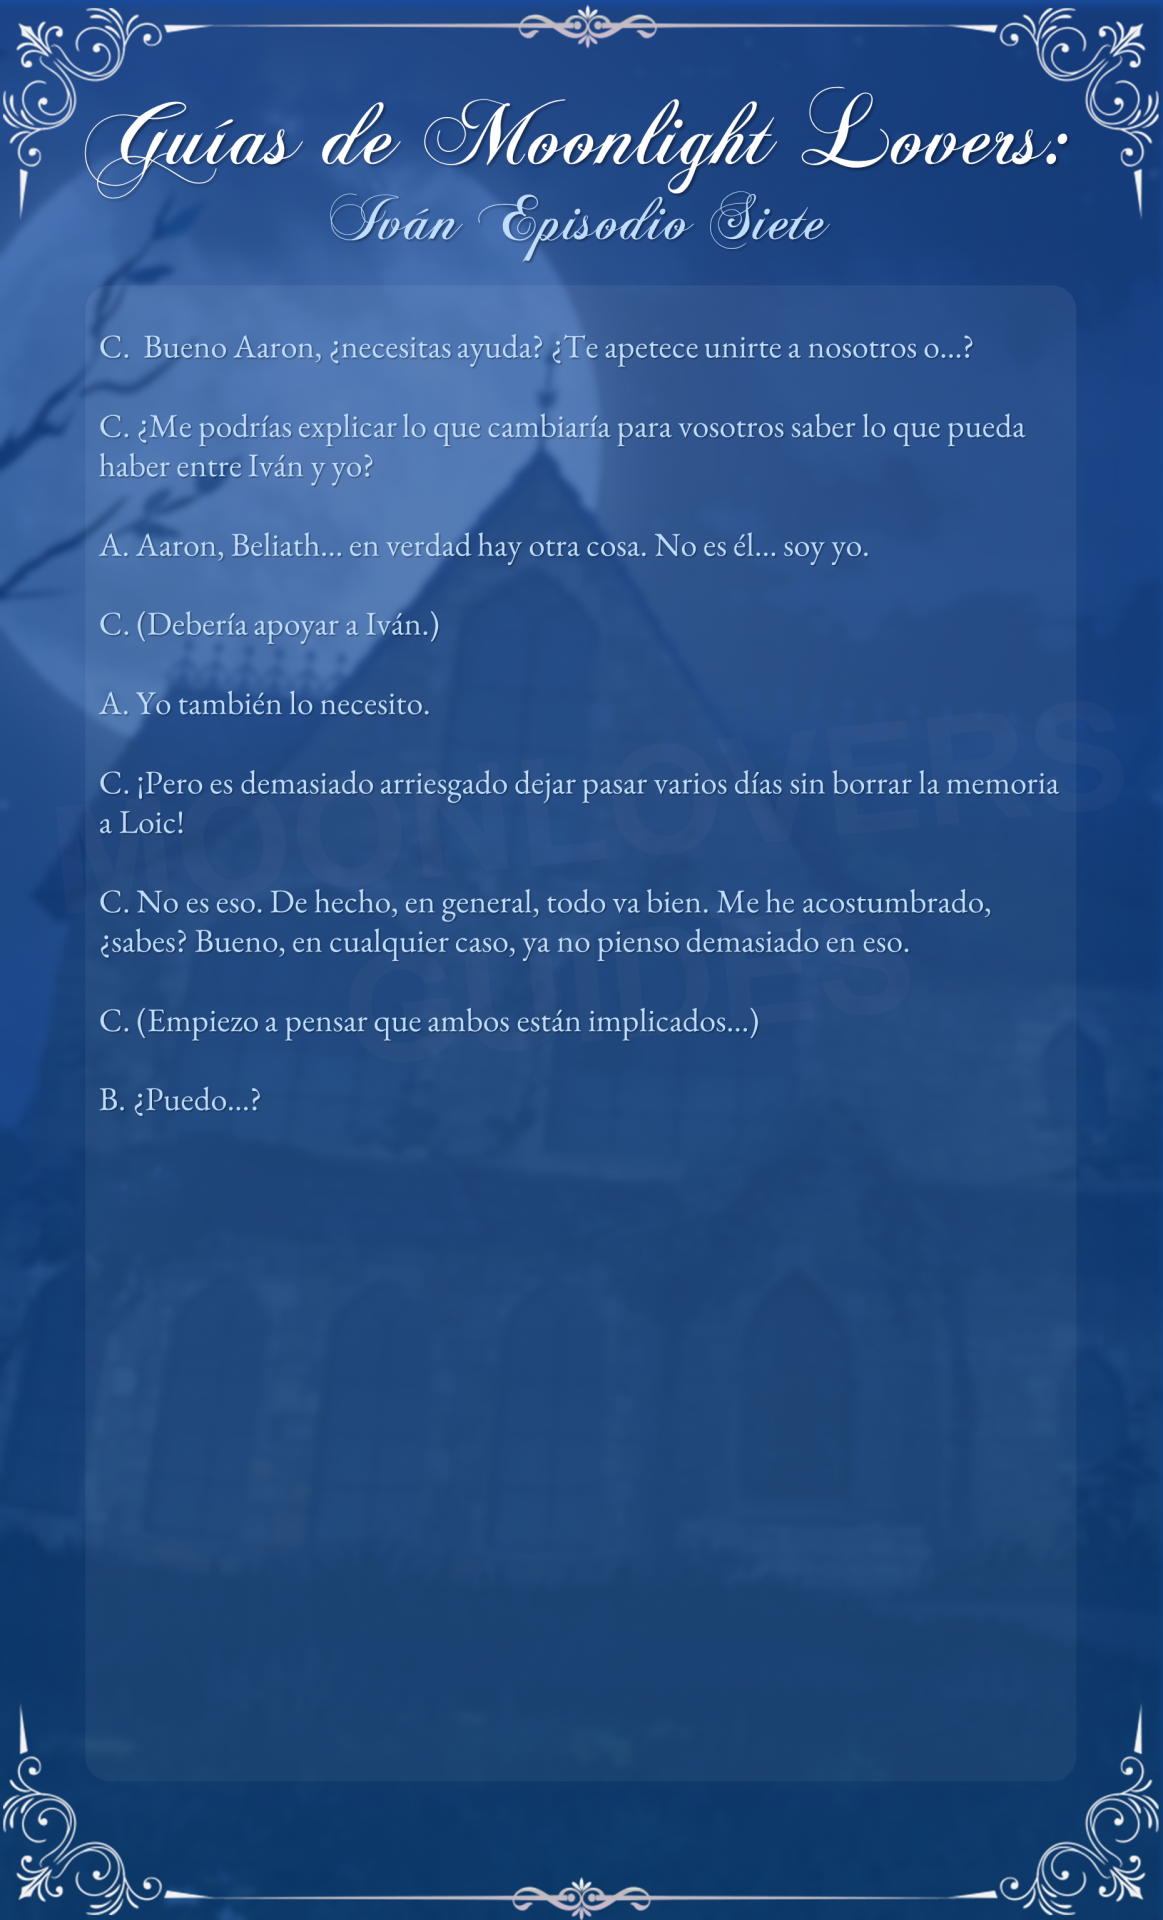 Guías de Moonlight Lovers:
Iván Episodio Siete
C.  Bueno Aaron, ¿necesitas ayuda? ¿Te apetece unirte a nosotros o...?
C. ¿Me podrías explicar lo que cambiaría para vosotros saber lo que pueda
haber entre Iván y yo?
A. Aaron, Beliath... en verdad hay otra cosa. No es él... soy yo.
C. (Debería apoyar a Iván.)
A. Yo también lo necesito.
C. ¡Pero es demasiado arriesgado dejar pasar varios días sin borrar la memoria
a Loic!
C. No es eso. De hecho, en general, todo va bien. Me he acostumbrado,
¿sabes? Bueno, en cualquier caso, ya no pienso demasiado en eso.
C. (Empiezo a pensar que ambos están implicados...)
B. ¿Puedo...?
MOONLOVERS
GUIDES